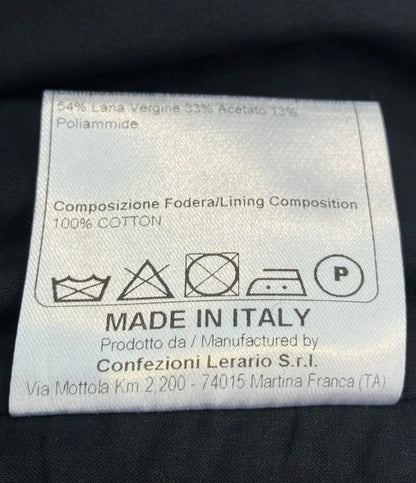 54% Lana Vergine 33% Acetato 13%
Poliammide
Composizione Fodera/Lining Composition
100% COTTON
P
MADE IN ITALY
Prodotto da / Manufactured by
Confezioni Lerario S.r.l.
Via Mottola Km 2,200 - 74015 Martina Franca (TA)